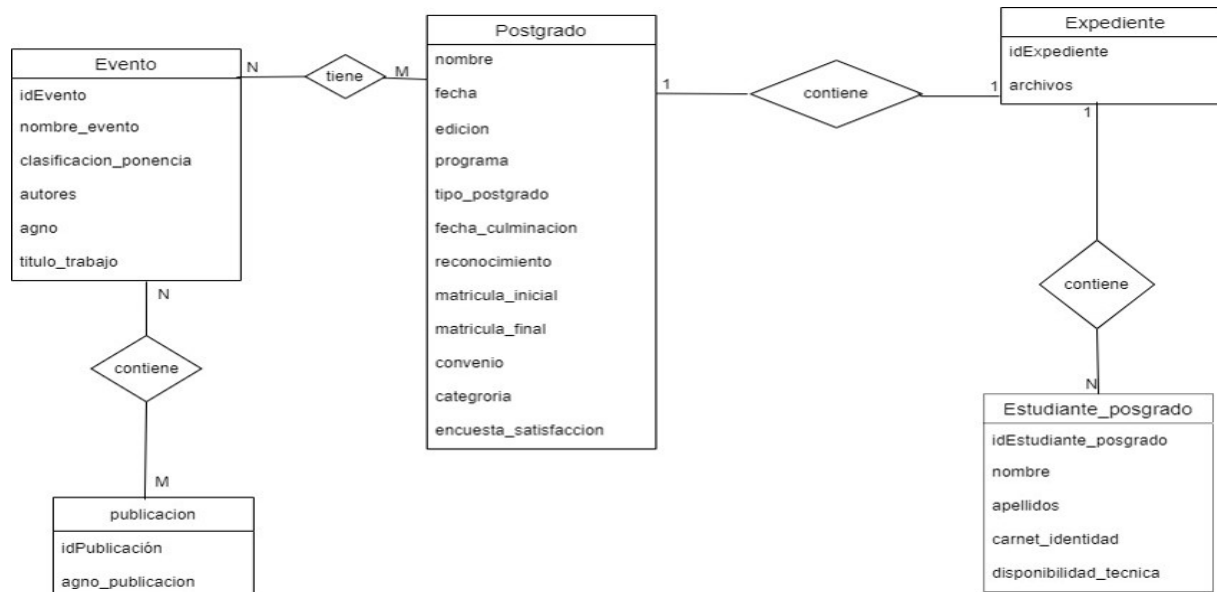 Evento
idEvento
nombre_evento
clasificacion_ponencia
autores
agno
titulo_trabajo
N
tiene
M
Postgrado
nombre
fecha
edicion
programa
tipo_postgrado
fecha_culminacion
reconocimiento
matricula_inicial
matricula_final
convenio
categroria
encuesta_satisfaccion
1
contiene
1
Expediente
idExpediente
archivos
1
contiene
N
Estudiante_posgrado
idEstudiante_posgrado
nombre
apellidos
carnet_identidad
disponibilidad_tecnica
N
contiene
M
publicacion
idPublicación
agno_publicacion